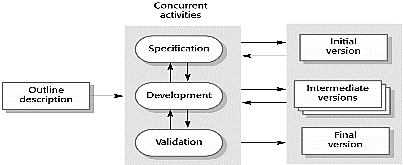 Concurrent
activities
Specification
Initial
version
Outline
description
Development
Intermediate
versions
Validation
Final
version